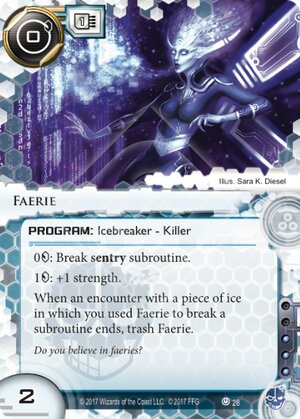 0
1
Illus. Sara K. Diesel
FAERIE
PROGRAM: Icebreaker - Killer
0: Break sentry subroutine.
1: +1 strength.
When an encounter with a piece of ice
in which you used Faerie to break a
subroutine ends, trash Faerie.
Do you believe in faeries?
2
© 2017 Wizards of the Coast LLC. © 2017 FFG
26